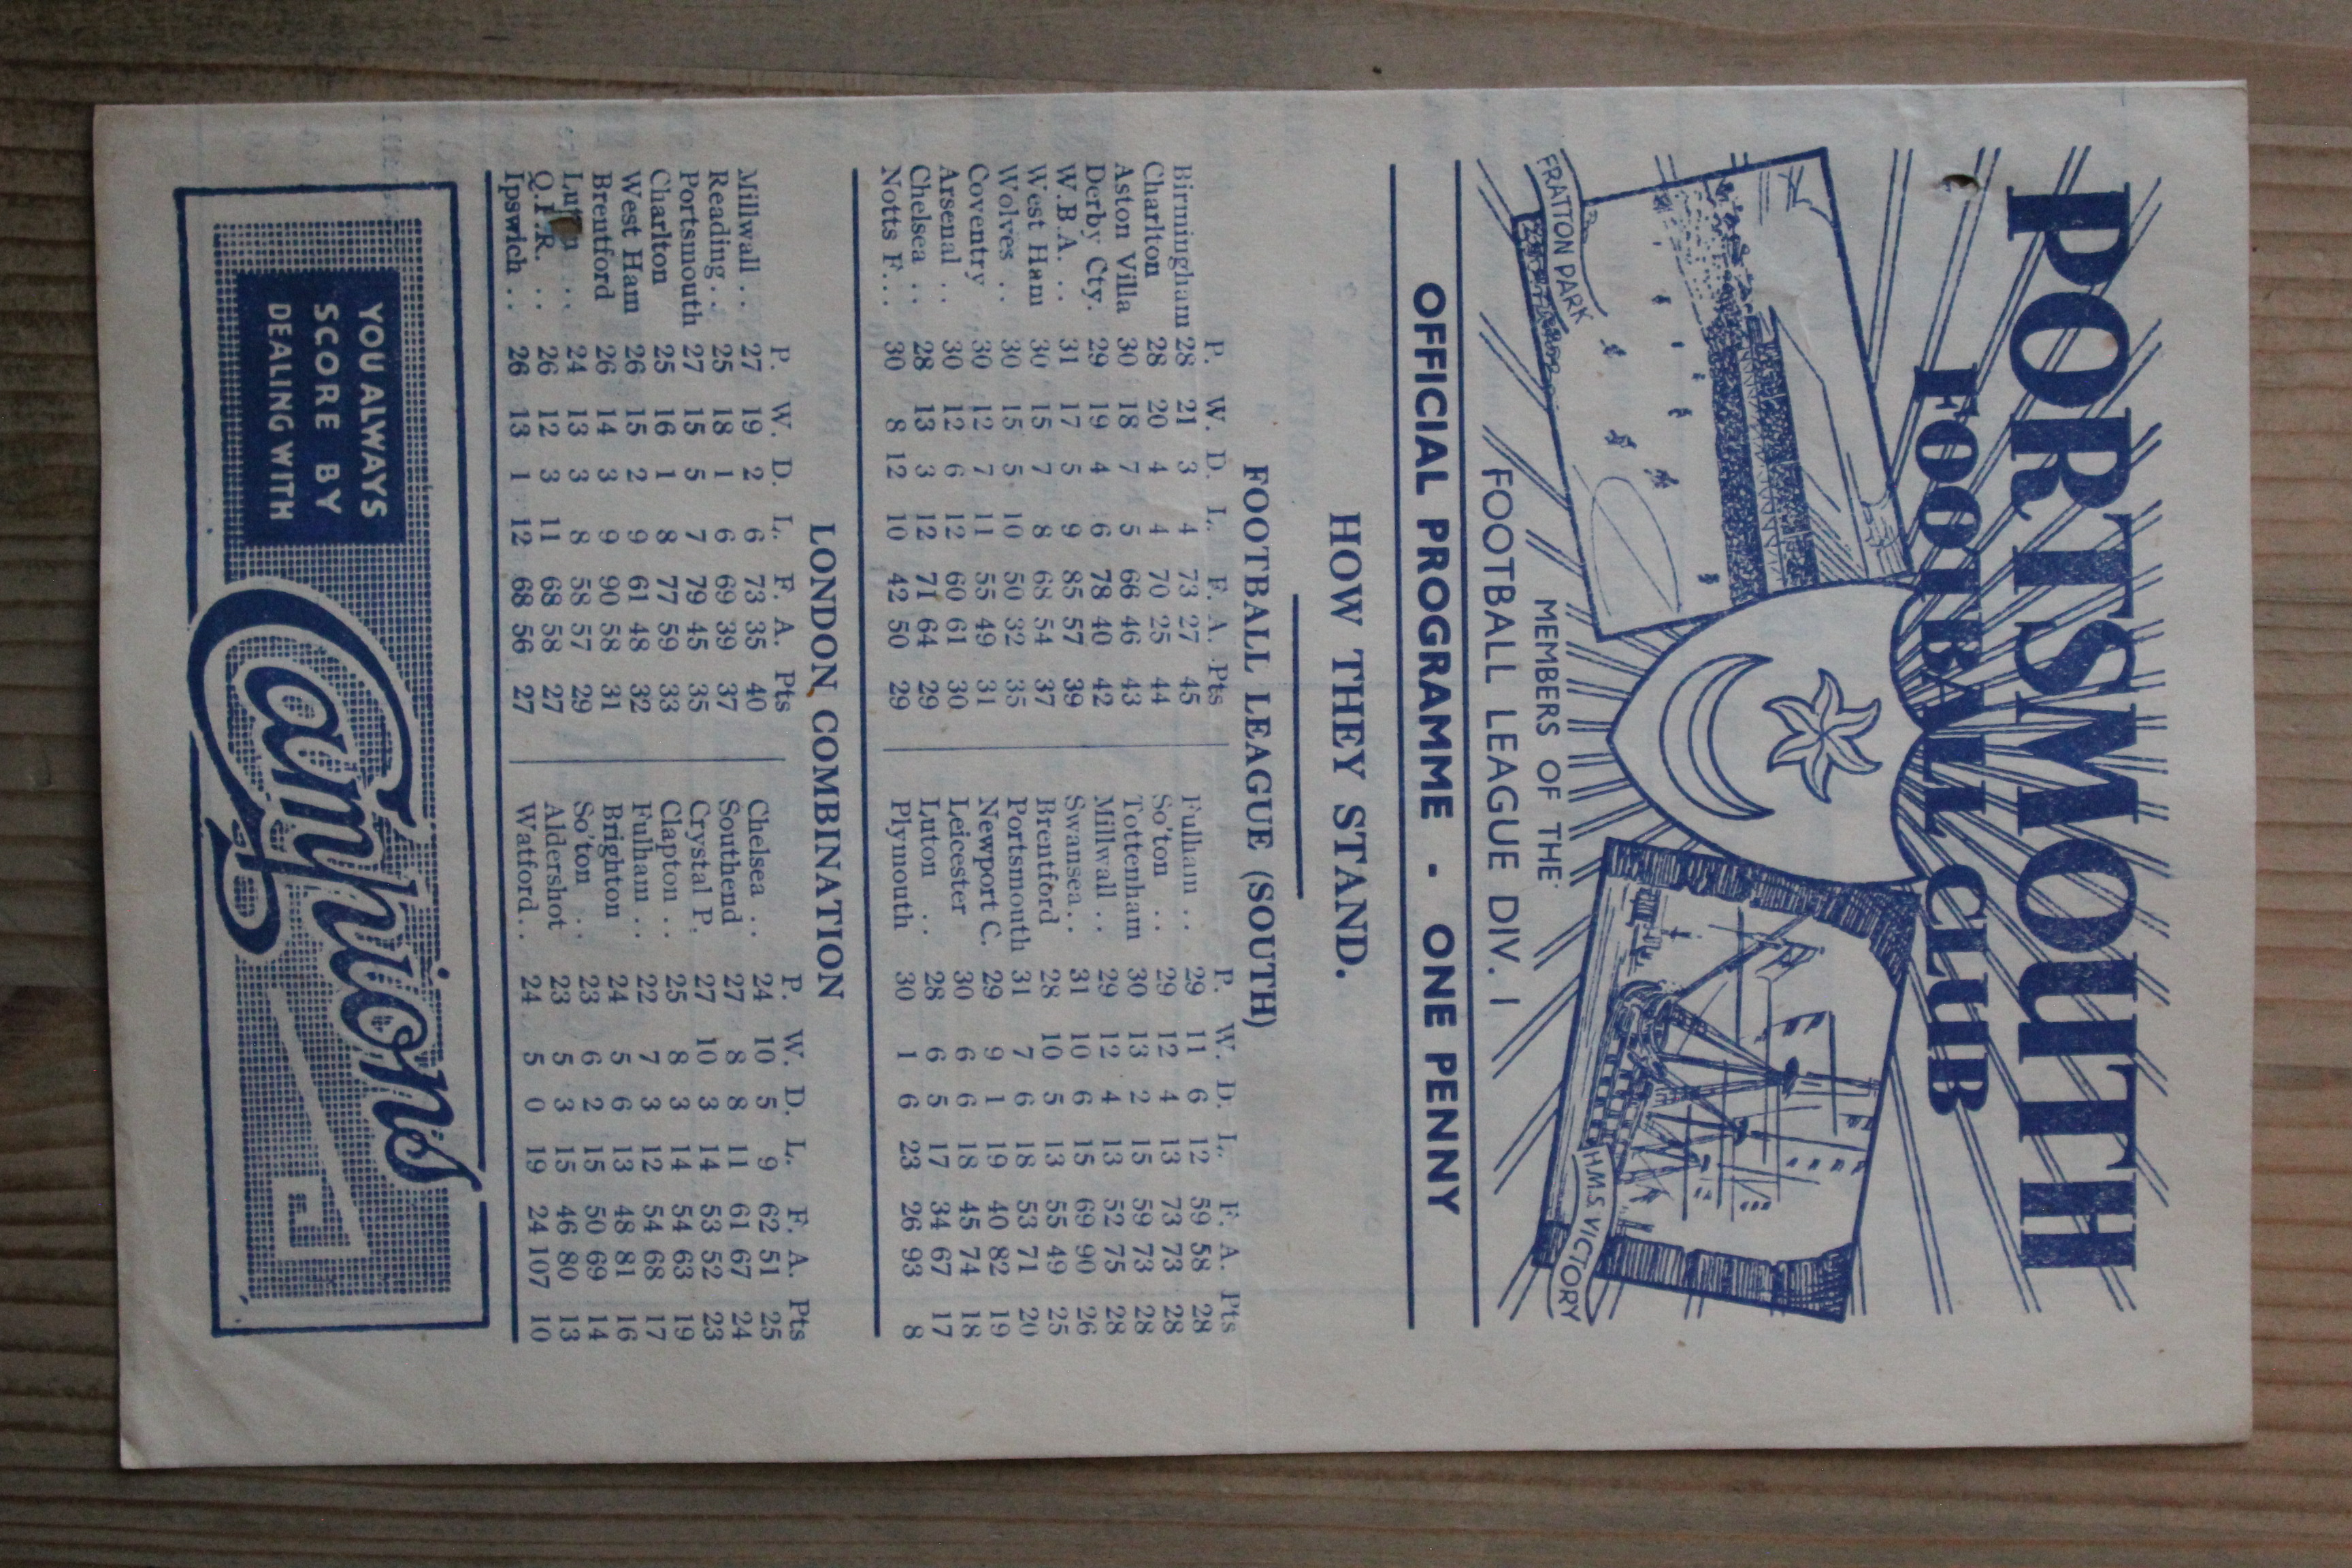 PORTSMOUTH
FOOTBALL CLUB
FRATTON PARK
H.M.S. VICTORY
MEMBERS OF THE
FOOTBALL LEAGUE DIV. 1
OFFICIAL PROGRAMME - ONE PENNY
HOW THEY STAND.
FOOTBALL LEAGUE (SOUTH)
P. W. D. L. F. A. Pts
Birmingham 28 21 3 4 73 27 45
Charlton 28 20 4 4 70 25 44
Aston Villa 30 18 7 5 66 46 43
Derby Cty. 29 19 4 6 78 40 42
W.B.A. .. 31 17 5 9 85 57 39
West Ham 30 15 7 8 68 54 37
Wolves .. 30 15 5 10 50 32 35
Coventry 30 12 7 11 55 49 31
Arsenal .. 30 12 6 12 60 61 30
Chelsea .. 28 13 3 12 71 64 29
Notts F... 30 8 12 10 42 50 29
P. W. D. L. F. A. Pts
Fulham .. 29 11 6 12 59 58 28
So'ton .. 29 12 4 13 73 73 28
Tottenham 30 13 2 15 59 73 28
Millwall .. 29 12 4 13 52 75 28
Swansea.. 31 10 6 15 69 90 26
Brentford 28 10 5 13 55 49 25
Portsmouth 31 7 6 18 53 71 20
Newport C. 29 9 1 19 40 82 19
Leicester 30 6 6 18 45 74 18
Luton .. 28 6 5 17 34 67 17
Plymouth 30 1 6 23 26 93 8
LONDON COMBINATION
P. W. D. L. F. A. Pts
Millwall .. 27 19 2 6 73 35 40
Reading .. 25 18 1 6 69 39 37
Portsmouth 27 15 5 7 79 45 35
Charlton 25 16 1 8 77 59 33
West Ham 26 15 2 9 61 48 32
Brentford 26 14 3 9 90 58 31
Luton .. 24 13 3 8 58 57 29
Q.P.R. .. 26 12 3 11 68 58 27
Ipswich .. 26 13 1 12 68 56 27
P. W. D. L. F. A. Pts
Chelsea .. 24 10 5 9 62 51 25
Southend 27 8 8 11 61 67 24
Crystal P. 27 10 3 14 53 52 23
Clapton .. 25 8 3 14 54 63 19
Fulham .. 22 7 3 12 54 68 17
Brighton 24 5 6 13 48 81 16
So'ton .. 23 6 2 15 50 69 14
Aldershot 23 5 3 15 46 80 13
Watford.. 24 5 0 19 24 107 10
YOU ALWAYS
SCORE BY
DEALING WITH
Canhions